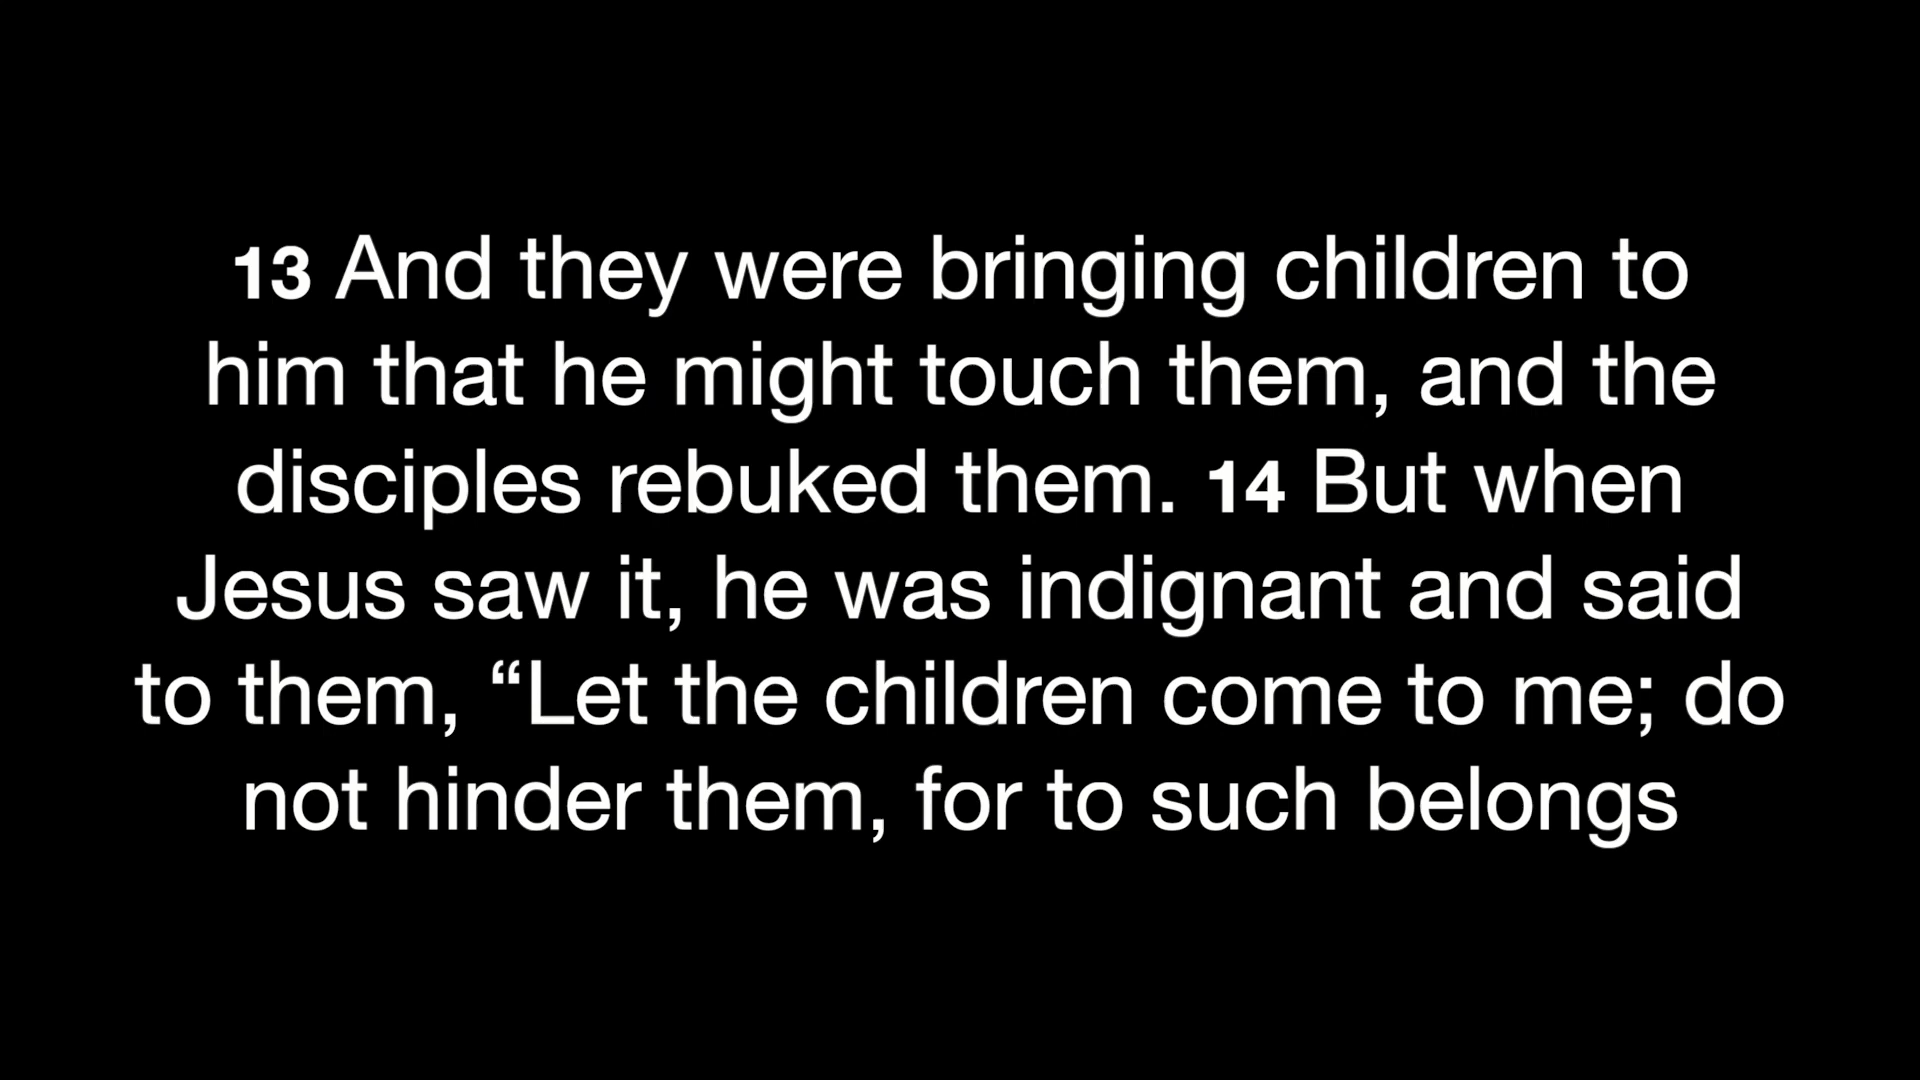 13 And they were bringing children to
him that he might touch them, and the
disciples rebuked them. 14 But when
Jesus saw it, he was indignant and said
to them, “Let the children come to me; do
not hinder them, for to such belongs